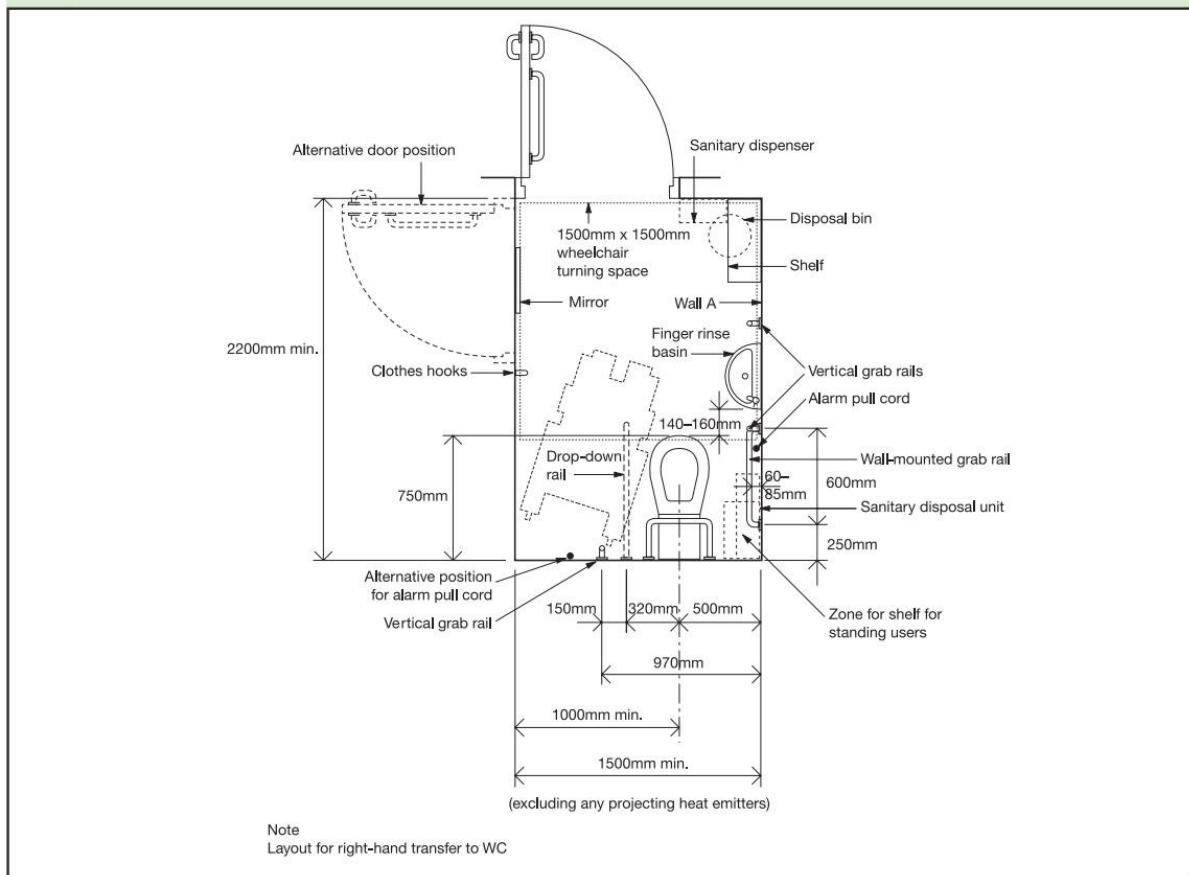 Alternative door position
Sanitary dispenser
Disposal bin
1500mm x 1500mm
wheelchair
turning space
Shelf
Mirror
Wall A
2200mm min.
Finger rinse
basin
Clothes hooks
Vertical grab rails
Alarm pull cord
140–160mm
Drop-down
rail
Wall-mounted grab rail
750mm
60–
85mm
600mm
Sanitary disposal unit
250mm
Alternative position
for alarm pull cord
Vertical grab rail
150mm
320mm
500mm
Zone for shelf for
standing users
970mm
1000mm min.
1500mm min.
(excluding any projecting heat emitters)
Note
Layout for right-hand transfer to WC